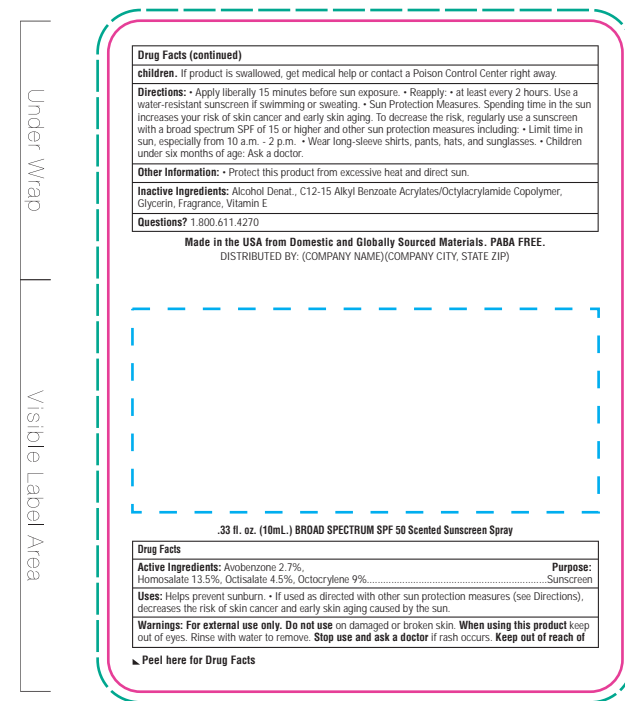 Under Wrap
Visible Label Area
Drug Facts (continued)
children. If product is swallowed, get medical help or contact a Poison Control Center right away.
Directions: • Apply liberally 15 minutes before sun exposure. • Reapply: • at least every 2 hours. Use a
water-resistant sunscreen if swimming or sweating. • Sun Protection Measures. Spending time in the sun
increases your risk of skin cancer and early skin aging. To decrease the risk, regularly use a sunscreen
with a broad spectrum SPF of 15 or higher and other sun protection measures including: • Limit time in
sun, especially from 10 a.m. - 2 p.m. • Wear long-sleeve shirts, pants, hats, and sunglasses. • Children
under six months of age: Ask a doctor.
Other Information: • Protect this product from excessive heat and direct sun.
Inactive Ingredients: Alcohol Denat., C12-15 Alkyl Benzoate Acrylates/Octylacrylamide Copolymer,
Glycerin, Fragrance, Vitamin E
Questions? 1.800.611.4270
Made in the USA from Domestic and Globally Sourced Materials. PABA FREE.
DISTRIBUTED BY: (COMPANY NAME)(COMPANY CITY, STATE ZIP)
.33 fl. oz. (10mL.) BROAD SPECTRUM SPF 50 Scented Sunscreen Spray
Drug Facts
Active Ingredients: Avobenzone 2.7%, Purpose:
Homosalate 13.5%, Octisalate 4.5%, Octocrylene 9%..................................................................Sunscreen
Uses: Helps prevent sunburn. • If used as directed with other sun protection measures (see Directions),
decreases the risk of skin cancer and early skin aging caused by the sun.
Warnings: For external use only. Do not use on damaged or broken skin. When using this product keep
out of eyes. Rinse with water to remove. Stop use and ask a doctor if rash occurs. Keep out of reach of
Peel here for Drug Facts